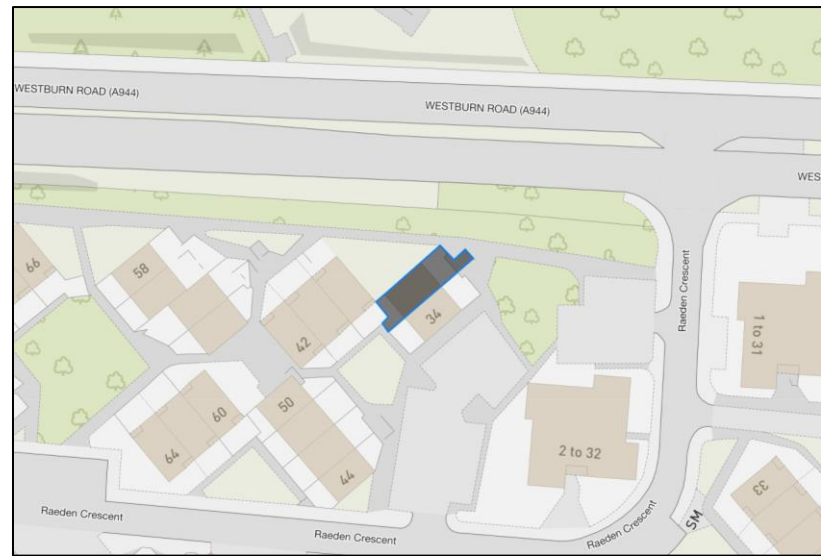 WESTBURN ROAD (A944)
WESTBURN ROAD (A944)
WES
Raeden Crescent
66
58
42
34
1 to 31
60
50
64
44
2 to 32
33
SM
Raeden Crescent
Raeden Crescent
Raeden Crescent